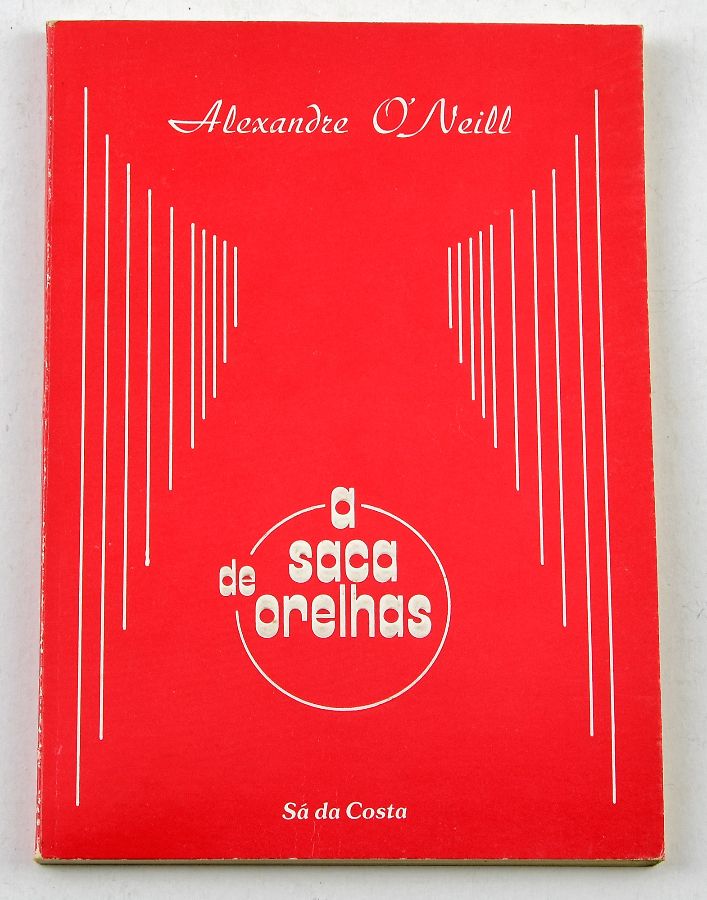 Alexandre O'Neill
a
saca
de
orelhas
Sá da Costa